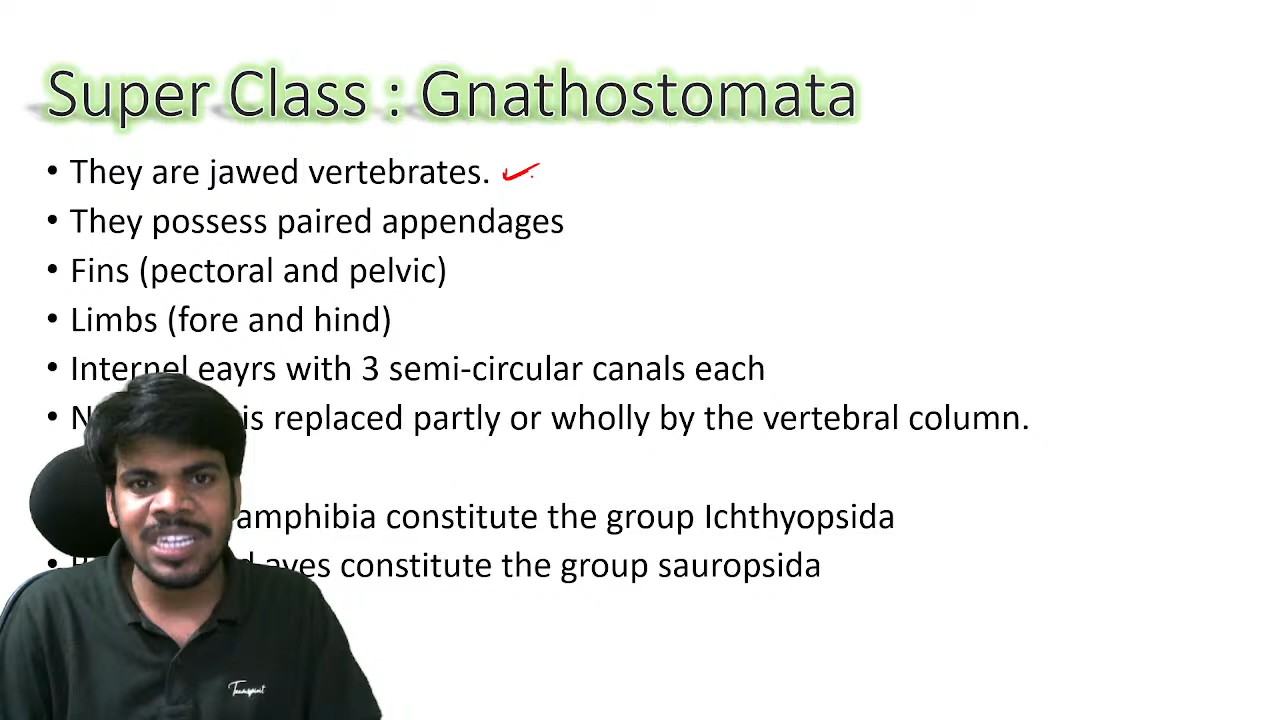 Super Class : Gnathostomata
• They are jawed vertebrates.
• They possess paired appendages
• Fins (pectoral and pelvic)
• Limbs (fore and hind)
• Internel eayrs with 3 semi-circular canals each
• is replaced partly or wholly by the vertebral column.
amphibia constitute the group Ichthyopsida
• aves constitute the group sauropsida